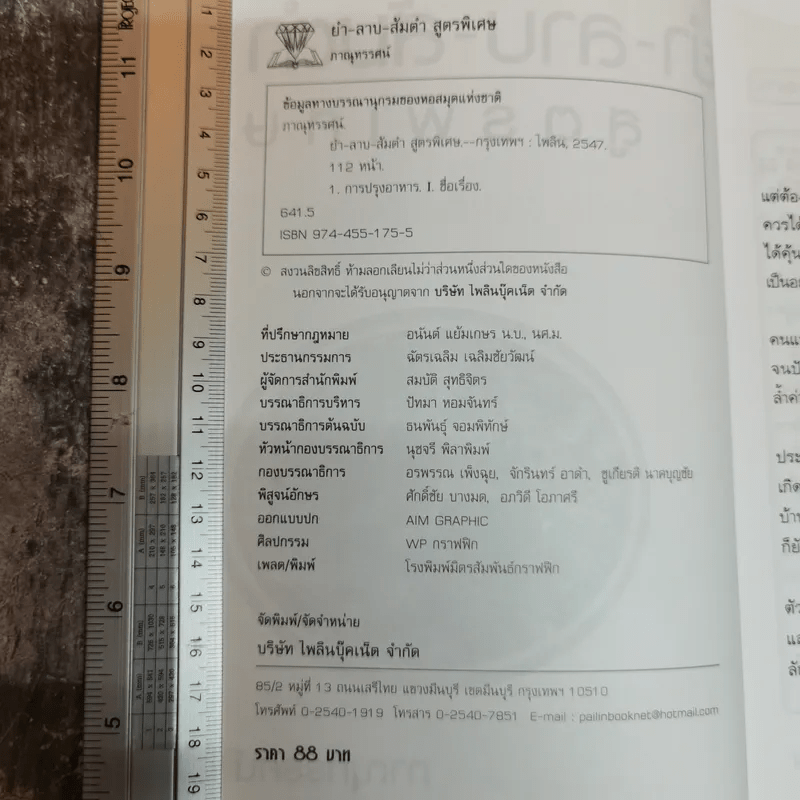 ยำ-ลาบ-ส้มตำ สูตรพิเศษ
ภาณุทรรศน์
ข้อมูลทางบรรณานุกรมของหอสมุดแห่งชาติ
ภาณุทรรศน์.
ยำ-ลาบ-ส้มตำ สูตรพิเศษ.--กรุงเทพฯ : ไพลิน, 2547.
112 หน้า.
1. การปรุงอาหาร. I. ชื่อเรื่อง.
641.5
ISBN 974-455-175-5
© สงวนลิขสิทธิ์ ห้ามลอกเลียนไม่ว่าส่วนหนึ่งส่วนใดของหนังสือ
นอกจากจะได้รับอนุญาตจาก บริษัท ไพลินบุ๊คเน็ต จำกัด
ที่ปรึกษากฎหมาย อนันต์ แย้มเกษร น.บ., นศ.ม.
ประธานกรรมการ ฉัตรเฉลิม เฉลิมชัยวัฒน์
ผู้จัดการสำนักพิมพ์ สมบัติ สุทธิจิตร
บรรณาธิการบริหาร ปัทมา หอมจันทร์
บรรณาธิการต้นฉบับ ธนพันธุ์ จอมพิทักษ์
หัวหน้ากองบรรณาธิการ นุชจรี พิลาพิมพ์
กองบรรณาธิการ อรพรรณ เพิ่งฉุย, จักรินทร์ อาดำ, ชูเกียรติ นาคบุญชัย
พิสูจน์อักษร ศักดิ์ชัย บางมด, อภวิดี โอภาศรี
ออกแบบปก AIM GRAPHIC
ศิลปกรรม WP กราฟฟิก
เพลต/พิมพ์ โรงพิมพ์มิตรสัมพันธ์กราฟฟิก
จัดพิมพ์/จัดจำหน่าย
บริษัท ไพลินบุ๊คเน็ต จำกัด
85/2 หมู่ที่ 13 ถนนเสรีไทย แขวงมีนบุรี เขตมีนบุรี กรุงเทพฯ 10510
โทรศัพท์ 0-2540-1919 โทรสาร 0-2540-7851 E-mail : pailinbooknet@hotmail.com
ราคา 88 บาท